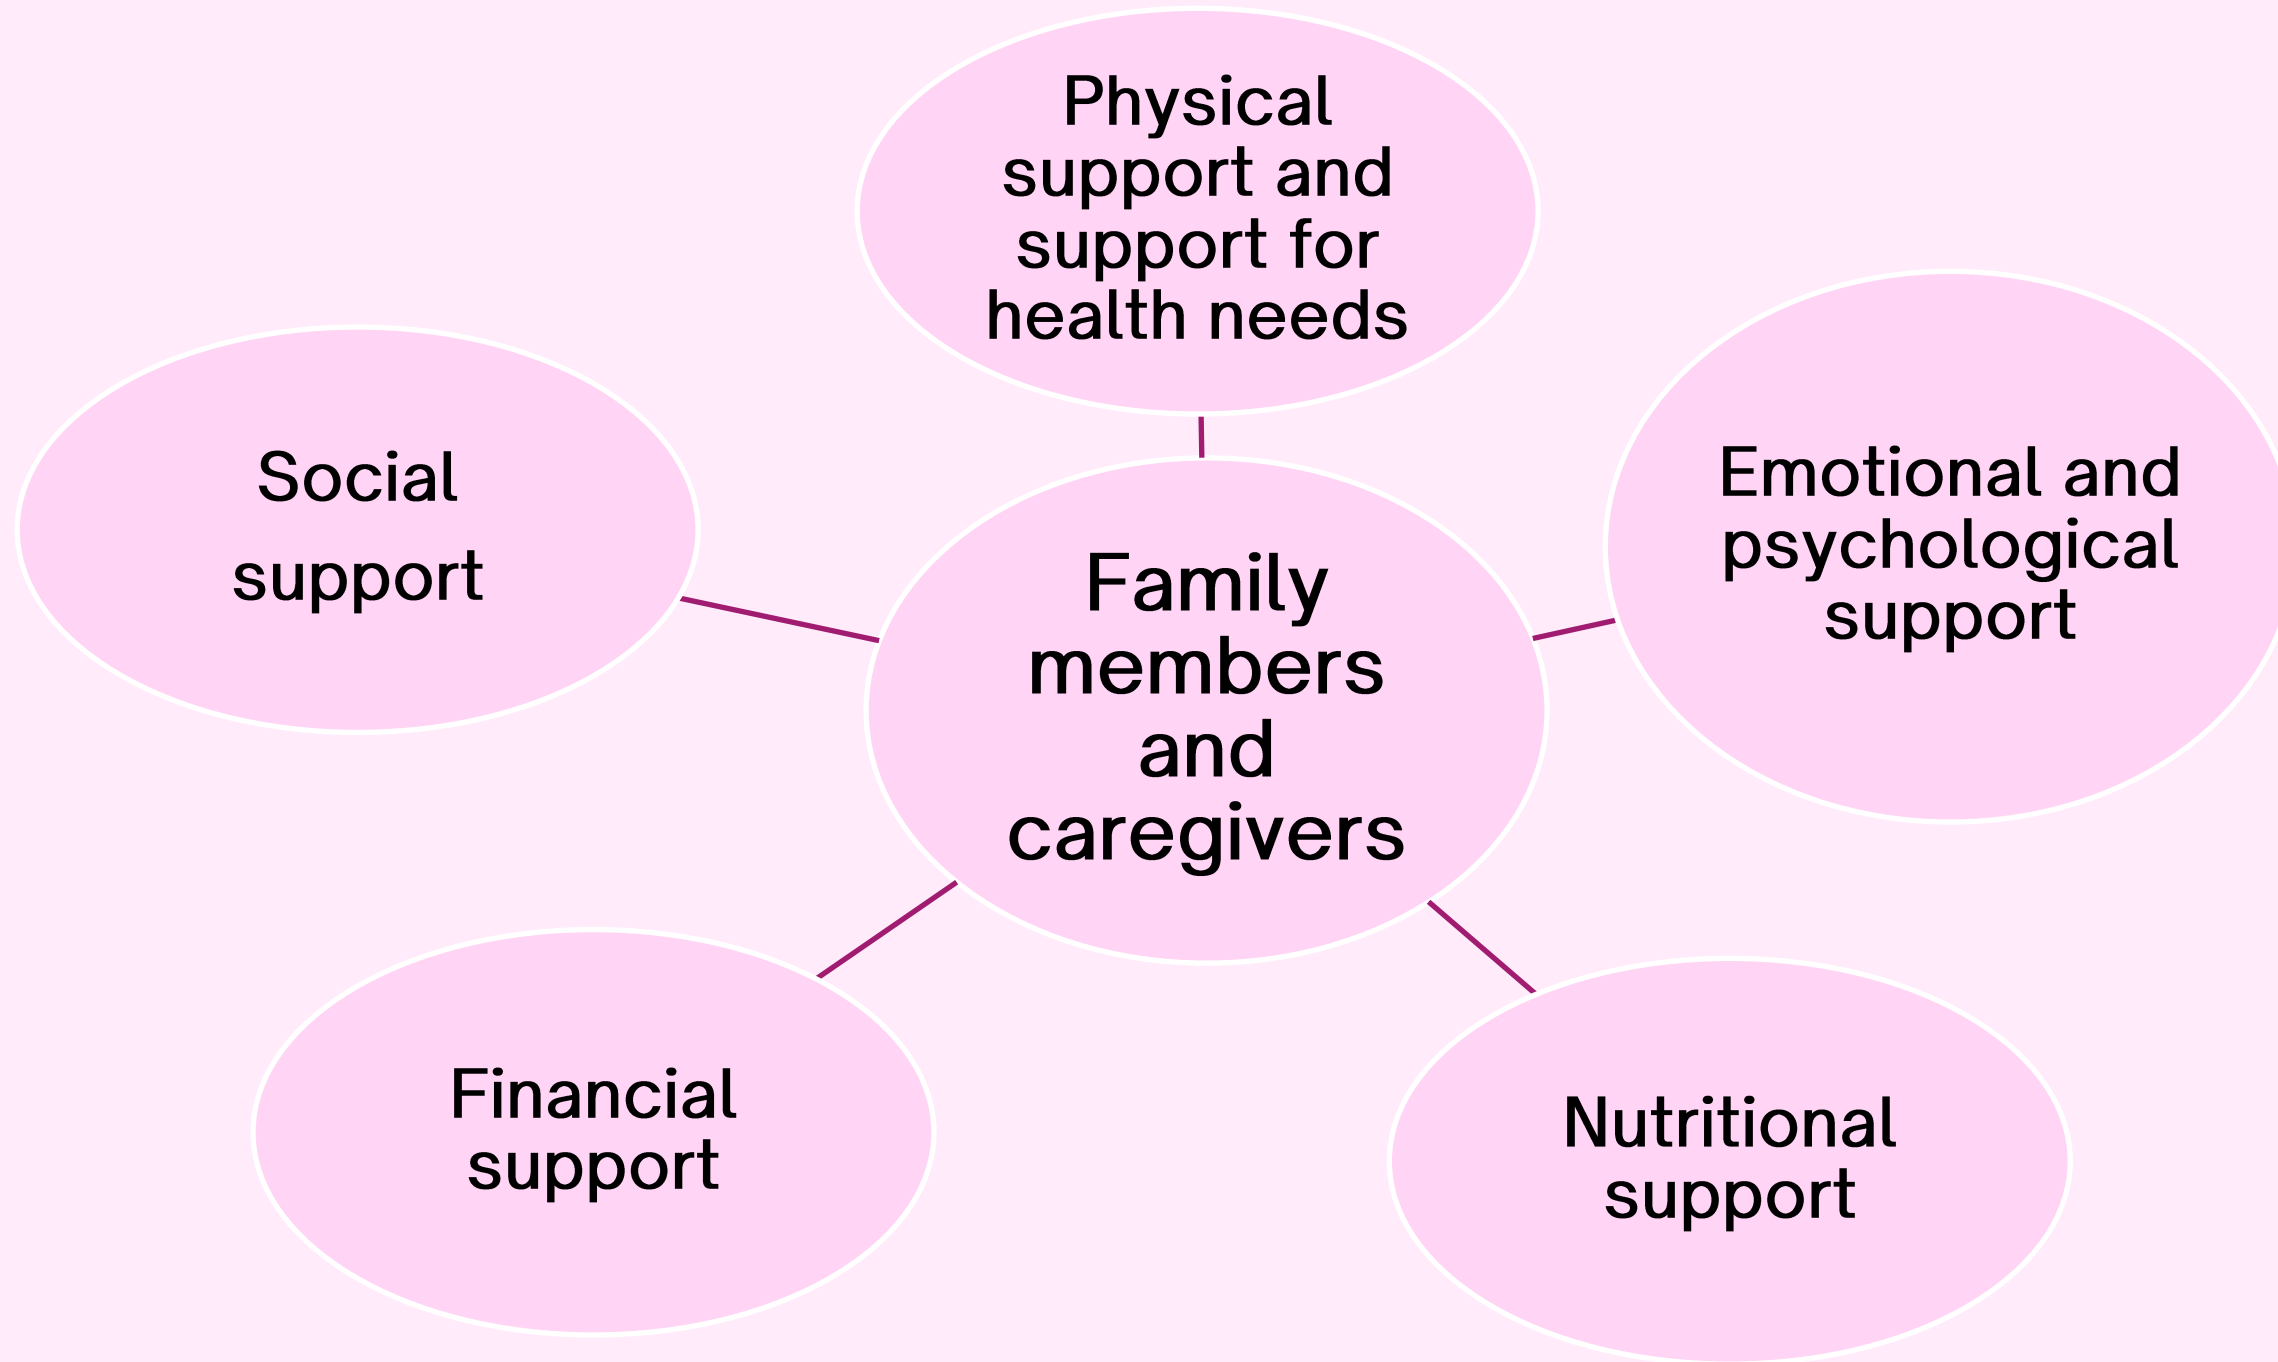 Physical
support and
support for
health needs
Social
support
Emotional and
psychological
support
Family
members
and
caregivers
Financial
support
Nutritional
support